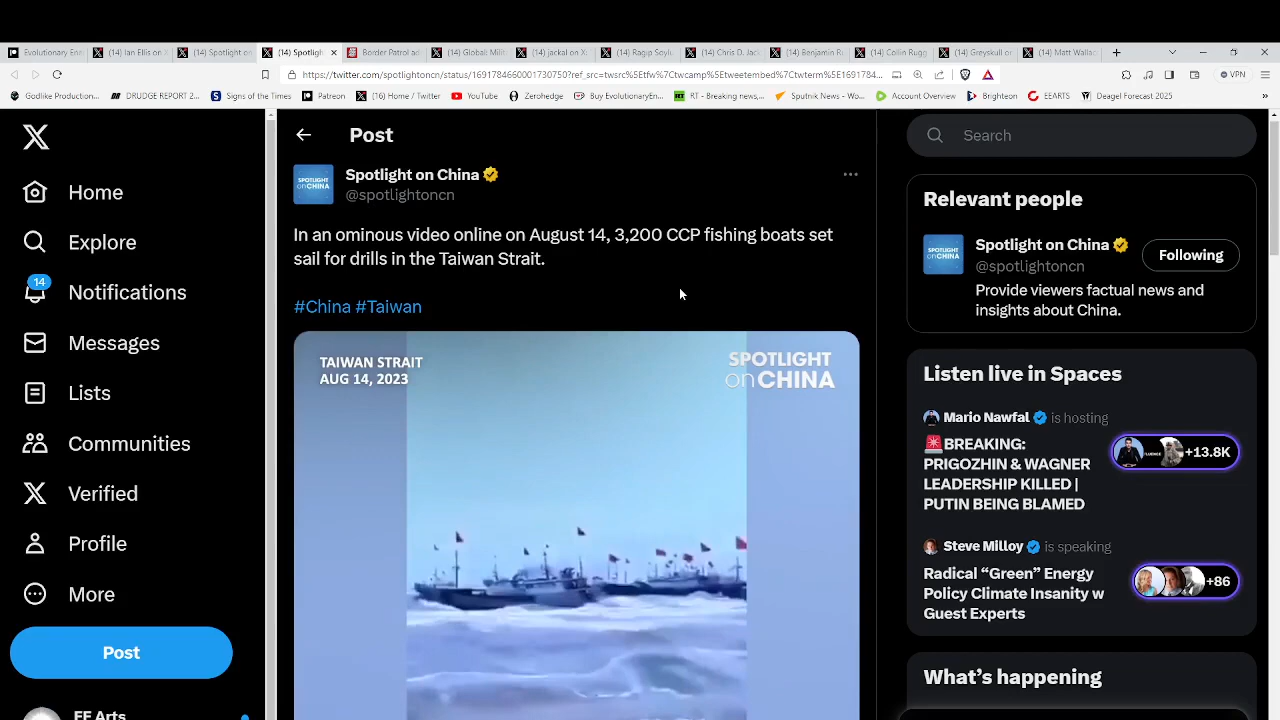 Evolutionary Ene
(14) Ian Ellis on X
(14) Spotlight on
(14) Spotligh
Border Patrol ad
(14) Global: Milit
(14) jackal on X:
(14) Ragıp Soylu
(14) Chris D. Jack
(14) Benjamin Ro
(14) Collin Rugg
(14) Greyskull on
(14) Matt Wallac
https://twitter.com/spotlightoncn/status/1691784660001730750?ref_src=twsrc%5Etfw%7Ctwcamp%5Etweetembed%7Ctwterm%5E1691784...
VPN
Godlike Production...
DRUDGE REPORT 2...
Signs of the Times
Patreon
(16) Home / Twitter
YouTube
Zerohedge
Buy EvolutionaryEn...
RT - Breaking news,...
Sputnik News - Wo...
Account Overview
Brighteon
EEARTS
Deagel Forecast 2025
Home
Explore
14
Notifications
Messages
Lists
Communities
Verified
Profile
More
Post
EE Arts
Post
Spotlight on China
@spotlightoncn
In an ominous video online on August 14, 3,200 CCP fishing boats set
sail for drills in the Taiwan Strait.
#China #Taiwan
TAIWAN STRAIT
AUG 14, 2023
SPOTLIGHT
on CHINA
Search
Relevant people
Spotlight on China
@spotlightoncn
Following
Provide viewers factual news and
insights about China.
Listen live in Spaces
Mario Nawfal is hosting
🚨BREAKING:
PRIGOZHIN & WAGNER
LEADERSHIP KILLED |
PUTIN BEING BLAMED
+13.8K
Steve Milloy is speaking
Radical “Green” Energy
Policy Climate Insanity w
Guest Experts
+86
What’s happening